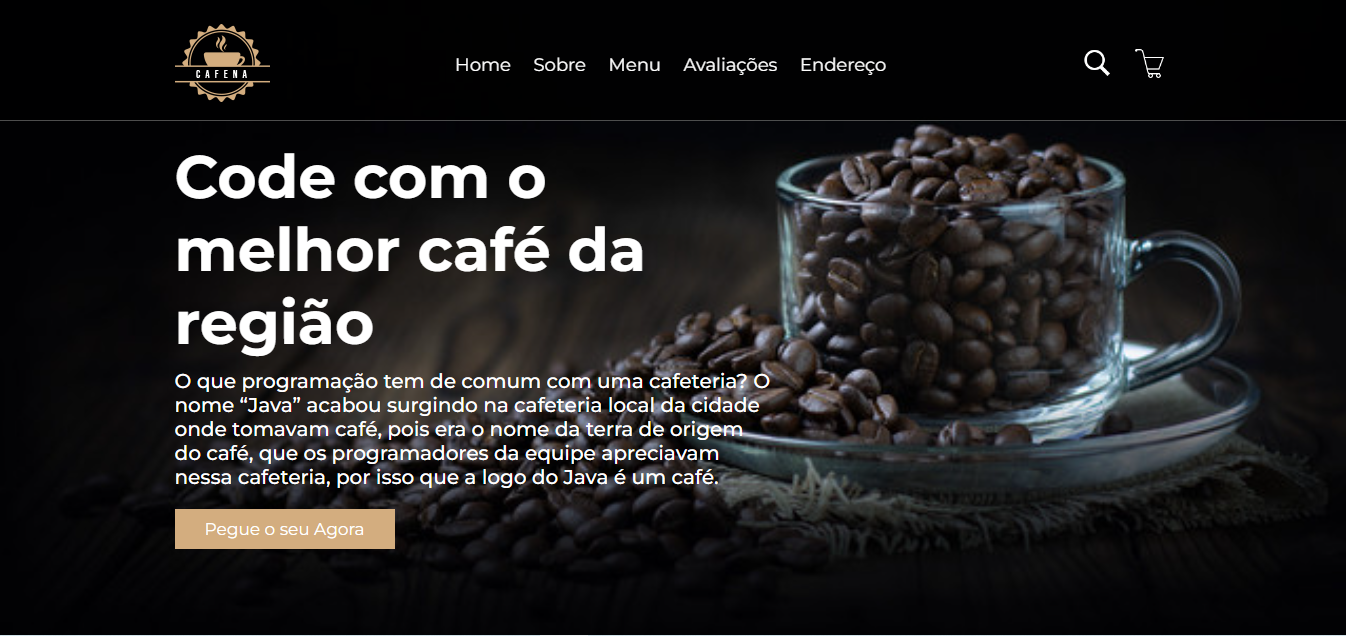 CAFENA
Home Sobre Menu Avaliações Endereço
Code com o
melhor café da
região
O que programação tem de comum com uma cafeteria? O
nome “Java” acabou surgindo na cafeteria local da cidade
onde tomavam café, pois era o nome da terra de origem
do café, que os programadores da equipe apreciavam
nessa cafeteria, por isso que a logo do Java é um café.
Pegue o seu Agora